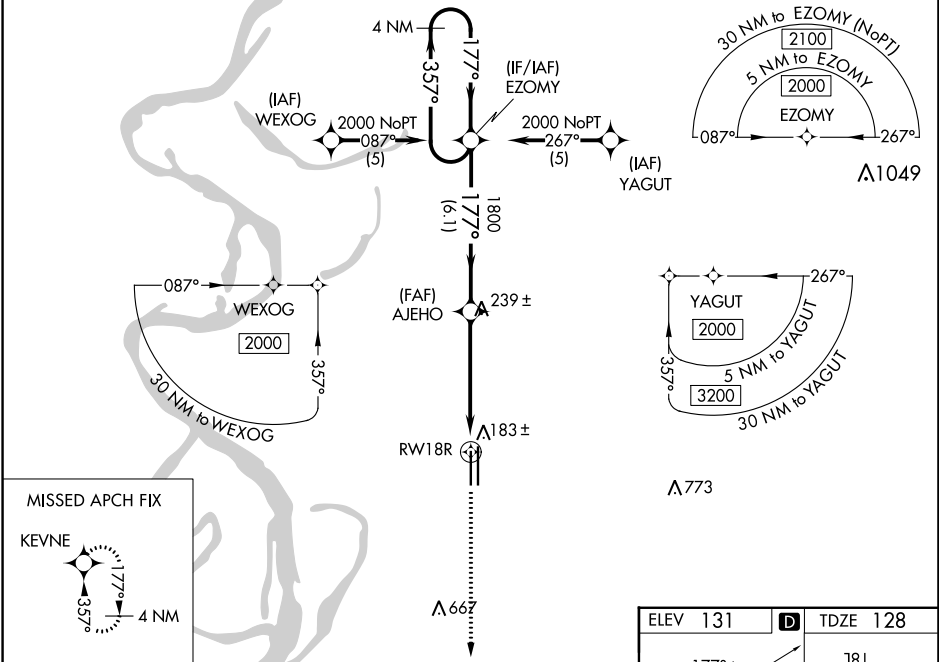 4 NM
357°
177°
(IF/IAF)
EZOMY
(IAF)
WEXOG
2000 NoPT
087°
(5)
2000 NoPT
267°
(5)
(IAF)
YAGUT
30 NM to EZOMY (NoPT)
2100
5 NM to EZOMY
2000
EZOMY
087°
267°
1049
1800
177°
(6.1)
(FAF)
AJEHO
239 ±
087°
WEXOG
2000
357°
30 NM to WEXOG
267°
YAGUT
2000
357°
5 NM to YAGUT
3200
30 NM to YAGUT
183 ±
RW18R
773
667
MISSED APCH FIX
KEVNE
177°
357°
4 NM
ELEV 131
D
TDZE 128